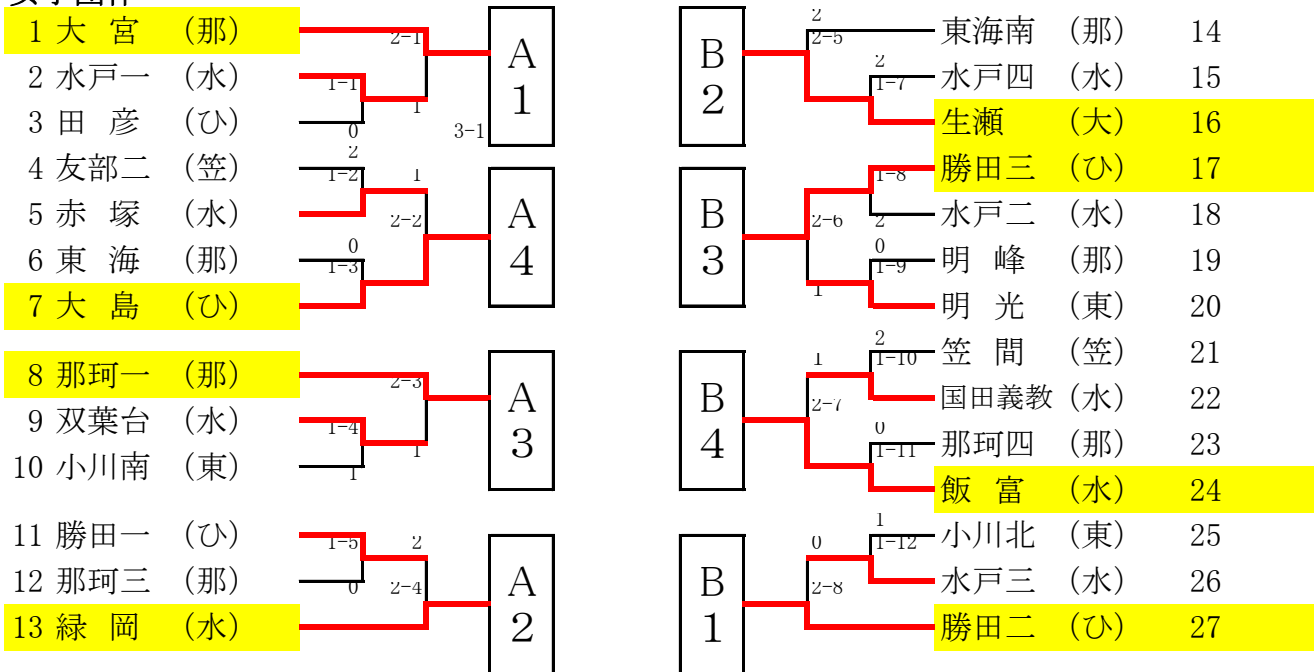 1 大 宮 （那）
2 水戸一 （水）
3 田 彦 （ひ）
4 友部二 （笠）
5 赤 塚 （水）
6 東 海 （那）
7 大 島 （ひ）
8 那珂一 （那）
9 双葉台 （水）
10 小川南 （東）
11 勝田一 （ひ）
12 那珂三 （那）
13 緑 岡 （水）
2-1
1-1
1
0
3-1
2
1-2
1
2-2
0
1-3
2-3
1-4
1
1
1-5
2
0
2-4
A
1
A
4
A
3
A
2
B
2
B
3
B
4
B
1
2
2-5
2
1-7
1-8
2-6
2
0
1-9
1
2
1-10
1
2-7
0
1-11
1
1-12
0
2-8
東海南 （那） 14
水戸四 （水） 15
生瀬 （大） 16
勝田三 （ひ） 17
水戸二 （水） 18
明 峰 （那） 19
明 光 （東） 20
笠 間 （笠） 21
国田義教 （水） 22
那珂四 （那） 23
飯 富 （水） 24
小川北 （東） 25
水戸三 （水） 26
勝田二 （ひ） 27